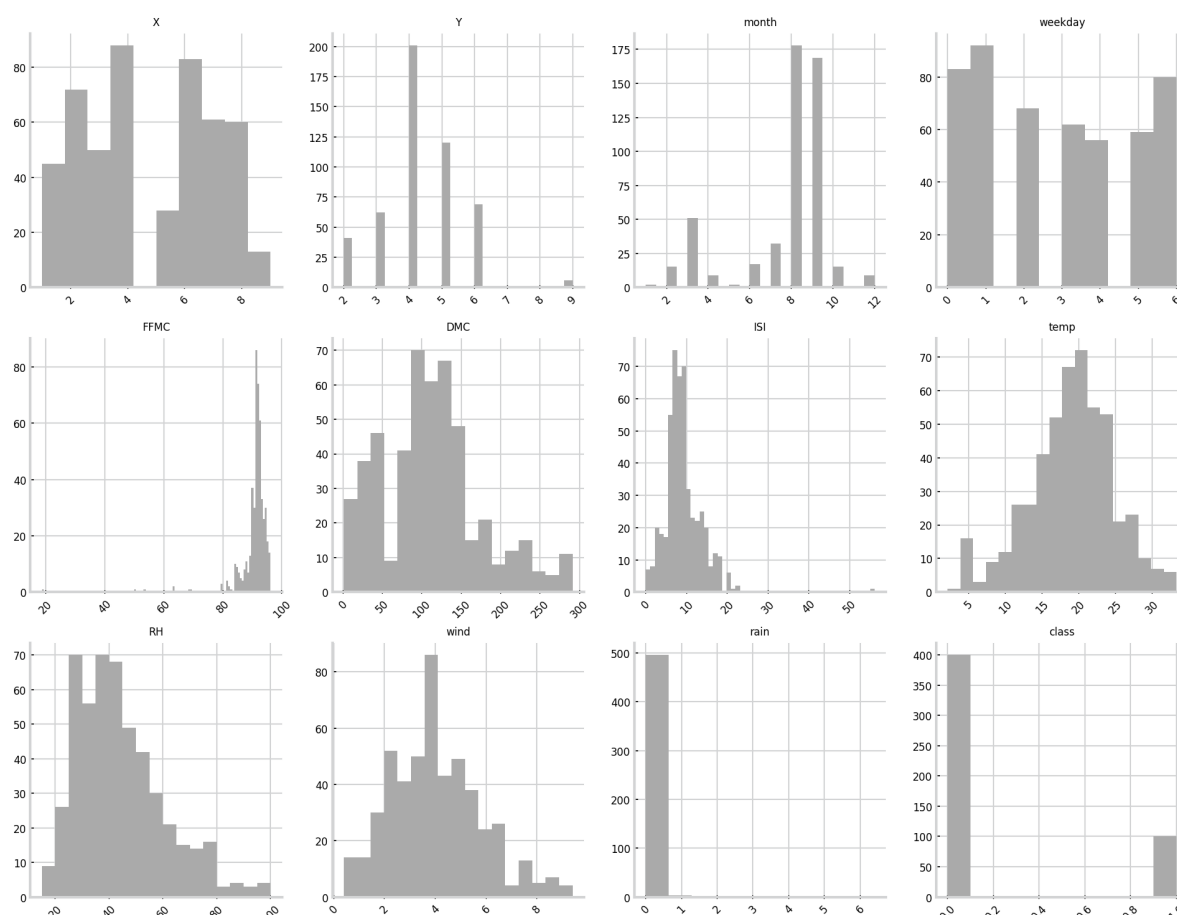 X Y month weekday
80 60 40 20 0
200 175 150 125 100 75 50 25 0
175 150 125 100 75 50 25 0
80 60 40 20 0
2 4 6 8
2 3 4 5 6 7 8 9
2 4 6 8 10 12
0 1 2 3 4 5 6
FFMC DMC ISI temp
80 60 40 20 0
70 60 50 40 30 20 10 0
70 60 50 40 30 20 10 0
70 60 50 40 30 20 10 0
20 40 60 80 100
0 50 100 150 200 250 300
0 10 20 30 40 50
5 10 15 20 25 30
RH wind rain class
70 60 50 40 30 20 10 0
80 60 40 20 0
500 400 300 200 100 0
400 350 300 250 200 150 100 50 0
20 40 60 80
0 2 4 6 8
0 1 2 3 4 5 6
0.0 0.2 0.4 0.6 0.8